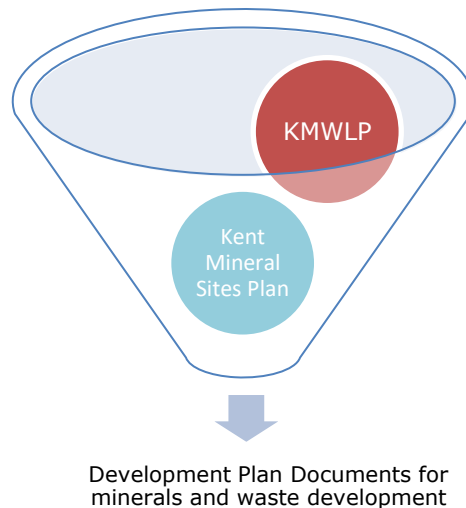 KMWLP
Kent
Mineral
Sites Plan
Development Plan Documents for
minerals and waste development